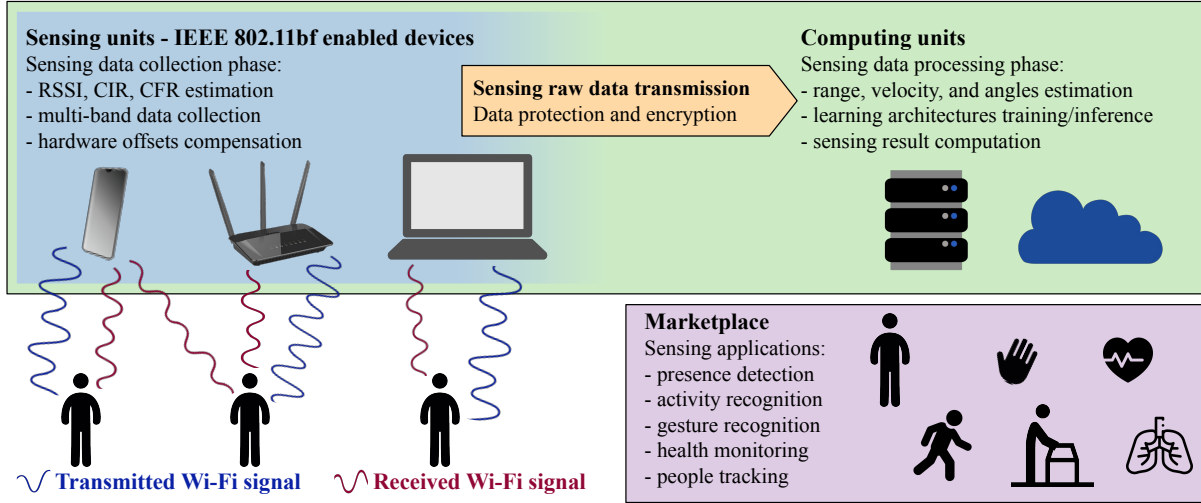 Sensing units - IEEE 802.11bf enabled devices
Sensing data collection phase:
- RSSI, CIR, CFR estimation
- multi-band data collection
- hardware offsets compensation
Sensing raw data transmission
Data protection and encryption
Computing units
Sensing data processing phase:
- range, velocity, and angles estimation
- learning architectures training/inference
- sensing result computation
Marketplace
Sensing applications:
- presence detection
- activity recognition
- gesture recognition
- health monitoring
- people tracking
Transmitted Wi-Fi signal
Received Wi-Fi signal